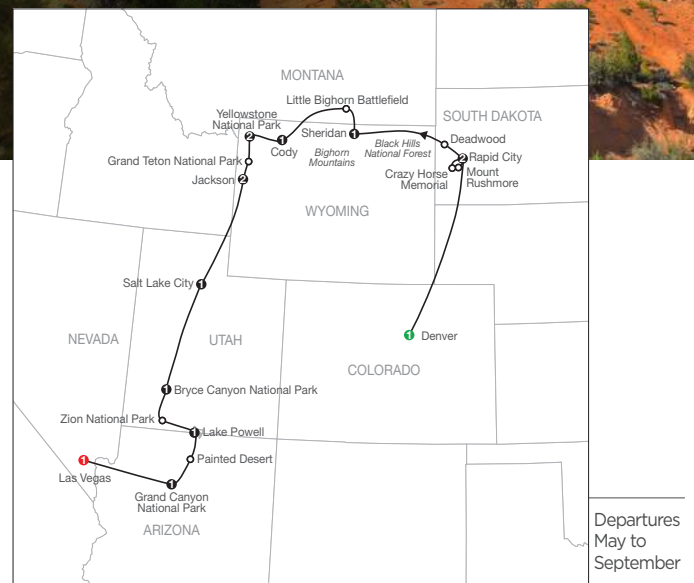 MONTANA
Little Bighorn Battlefield
Yellowstone
National Park
2
1
Cody
Sheridan
1
SOUTH DAKOTA
Deadwood
Black Hills
National Forest
Bighorn
Mountains
2
Rapid City
Crazy Horse
Memorial
Mount
Rushmore
Grand Teton National Park
Jackson
2
WYOMING
Salt Lake City
1
1
Denver
NEVADA
UTAH
COLORADO
1
Bryce Canyon National Park
Zion National Park
1
Lake Powell
Painted Desert
1
Las Vegas
1
Grand Canyon
National Park
ARIZONA
Departures
May to
September